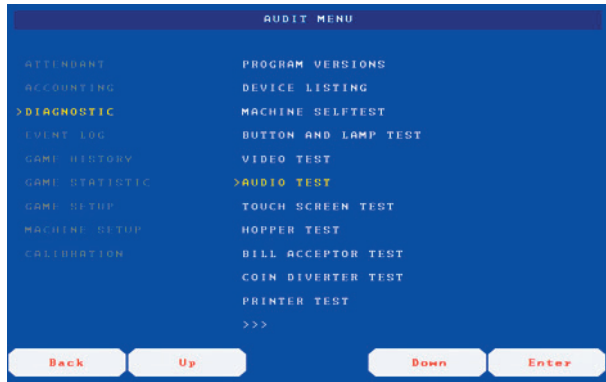 AUDIT MENU
ATTENDANT
ACCOUNTING
>DIAGNOSTIC
EVENT LOG
GAME HISTORY
GAME STATISTIC
GAME SETUP
MACHINE SETUP
CALIBRATION
PROGRAM VERSIONS
DEVICE LISTING
MACHINE SELFTEST
BUTTON AND LAMP TEST
VIDEO TEST
>AUDIO TEST
TOUCH SCREEN TEST
HOPPER TEST
BILL ACCEPTOR TEST
COIN DIVERTER TEST
PRINTER TEST
>>>
Back
Up
Down
Enter